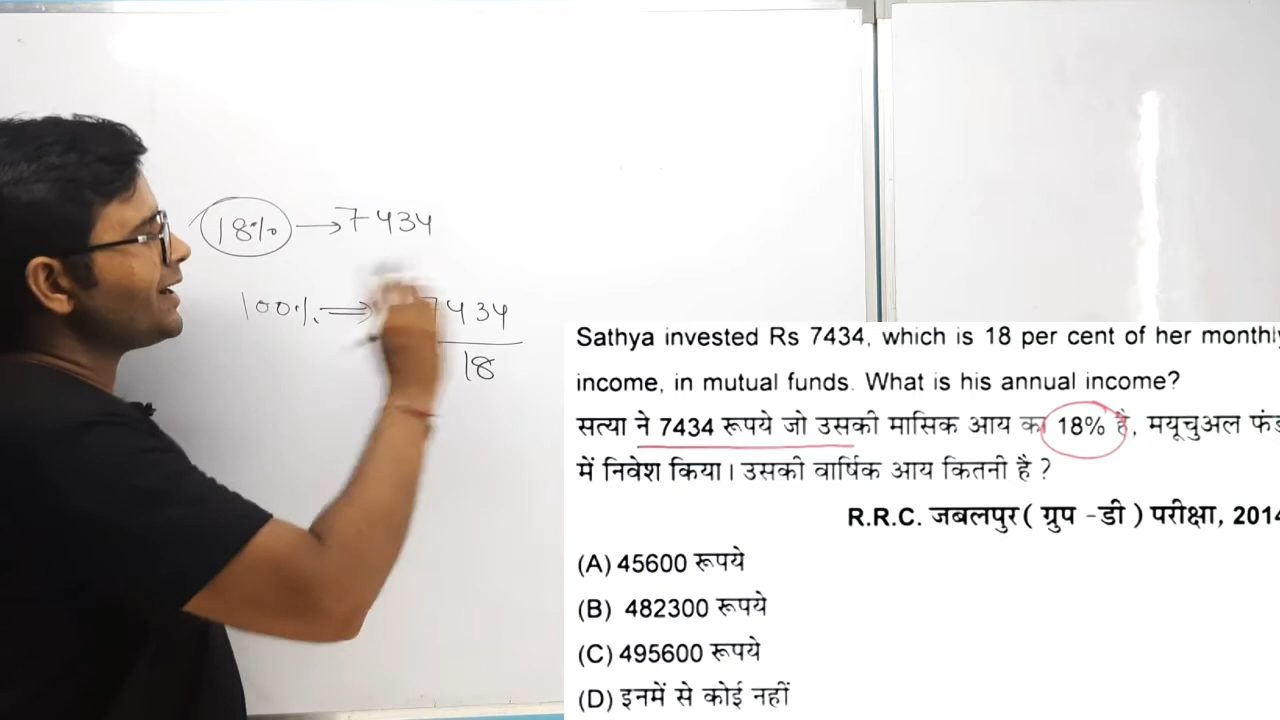 18% → 7434
100% ⇒ 7434
18
Sathya invested Rs 7434, which is 18 per cent of her monthly
income, in mutual funds. What is his annual income?
सत्या ने 7434 रूपये जो उसकी मासिक आय का 18% है, मयूचुअल फंड
में निवेश किया। उसकी वार्षिक आय कितनी है ?
R.R.C. जबलपुर ( ग्रुप - डी ) परीक्षा, 2014
(A) 45600 रूपये
(B) 482300 रूपये
(C) 495600 रूपये
(D) इनमें से कोई नहीं